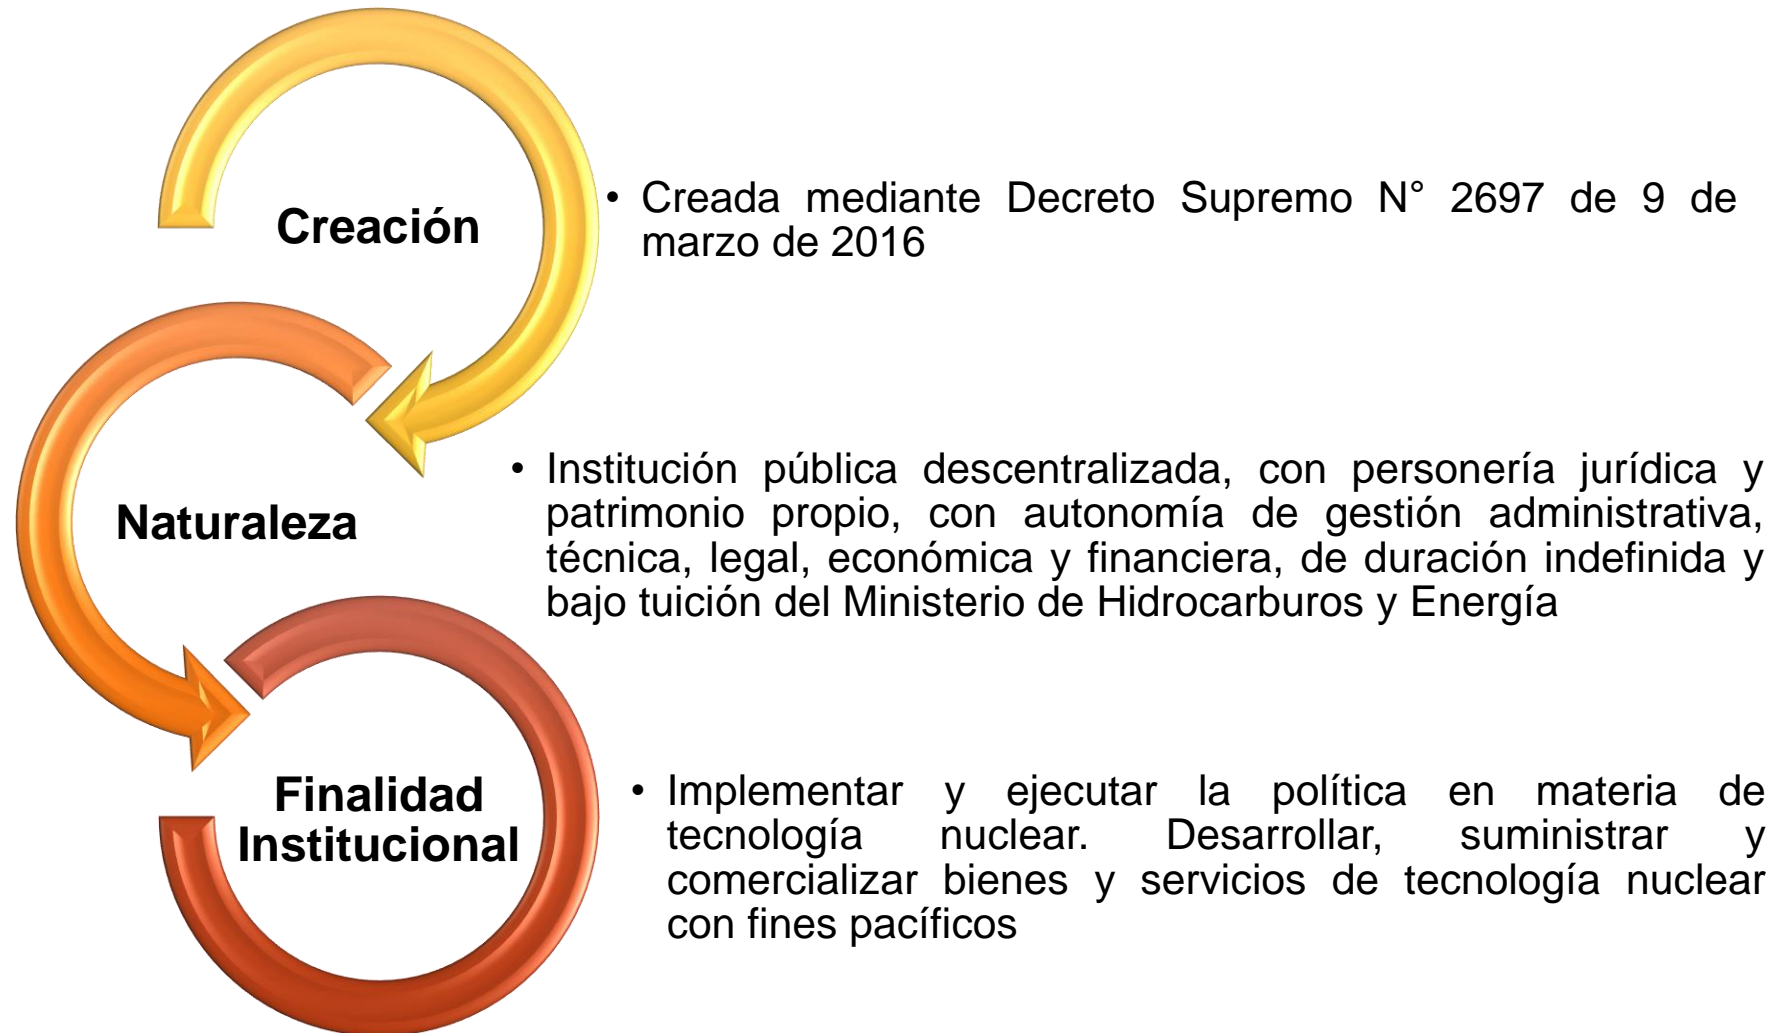 Creación
• Creada mediante Decreto Supremo N° 2697 de 9 de
marzo de 2016
Naturaleza
• Institución pública descentralizada, con personería jurídica y
patrimonio propio, con autonomía de gestión administrativa,
técnica, legal, económica y financiera, de duración indefinida y
bajo tuición del Ministerio de Hidrocarburos y Energía
Finalidad
Institucional
• Implementar y ejecutar la política en materia de
tecnología nuclear. Desarrollar, suministrar y
comercializar bienes y servicios de tecnología nuclear
con fines pacíficos